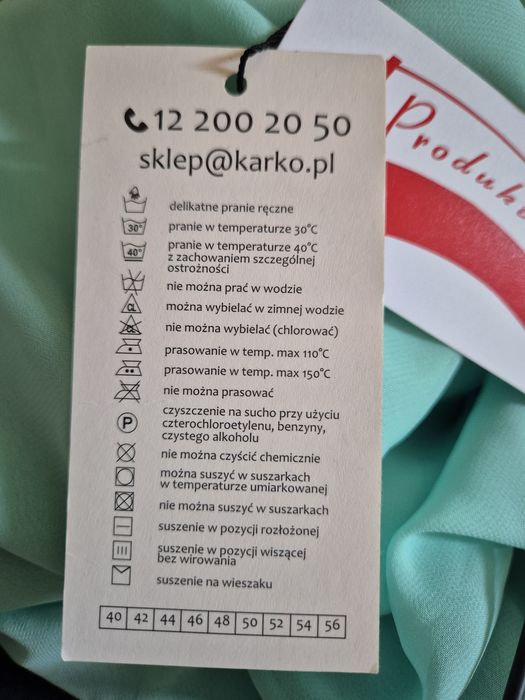 12 200 20 50
sklep@karko.pl
Produk
delikatne pranie ręczne
30°
pranie w temperaturze 30°C
40°
pranie w temperaturze 40°C
z zachowaniem szczególnej
ostrożności
nie można prać w wodzie
można wybielać w zimnej wodzie
nie można wybielać (chlorować)
prasowanie w temp. max 110°C
prasowanie w temp. max 150°C
nie można prasować
P
czyszczenie na sucho przy użyciu
czterochloroetylenu, benzyny,
czystego alkoholu
nie można czyścić chemicznie
można suszyć w suszarkach
w temperaturze umiarkowanej
nie można suszyć w suszarkach
suszenie w pozycji rozłożonej
suszenie w pozycji wiszącej
bez wirowania
suszenie na wieszaku
40 42 44 46 48 50 52 54 56